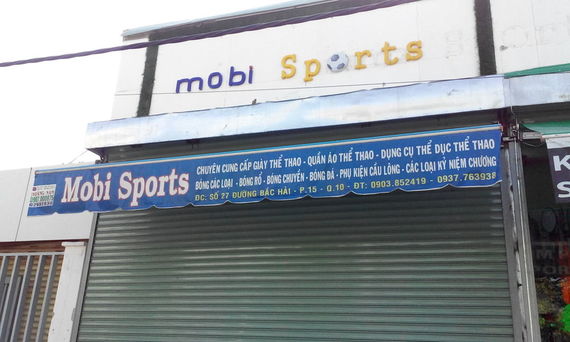 mobi Sports
Mobi Sports
CHUYÊN CUNG CẤP GIÀY THỂ THAO - QUẦN ÁO THỂ THAO - DỤNG CỤ THỂ DỤC THỂ THAO
BÓNG CÁC LOẠI - BÓNG RỔ - BÓNG CHUYỀN - BÓNG ĐÁ - PHỤ KIỆN CẦU LÔNG - CÁC LOẠI KỶ NIỆM CHƯƠNG
ĐC: SỐ 27 ĐƯỜNG BẮC HẢI - P.15 - Q.10 - ĐT: 0903.852419 - 0937.763938
K
S